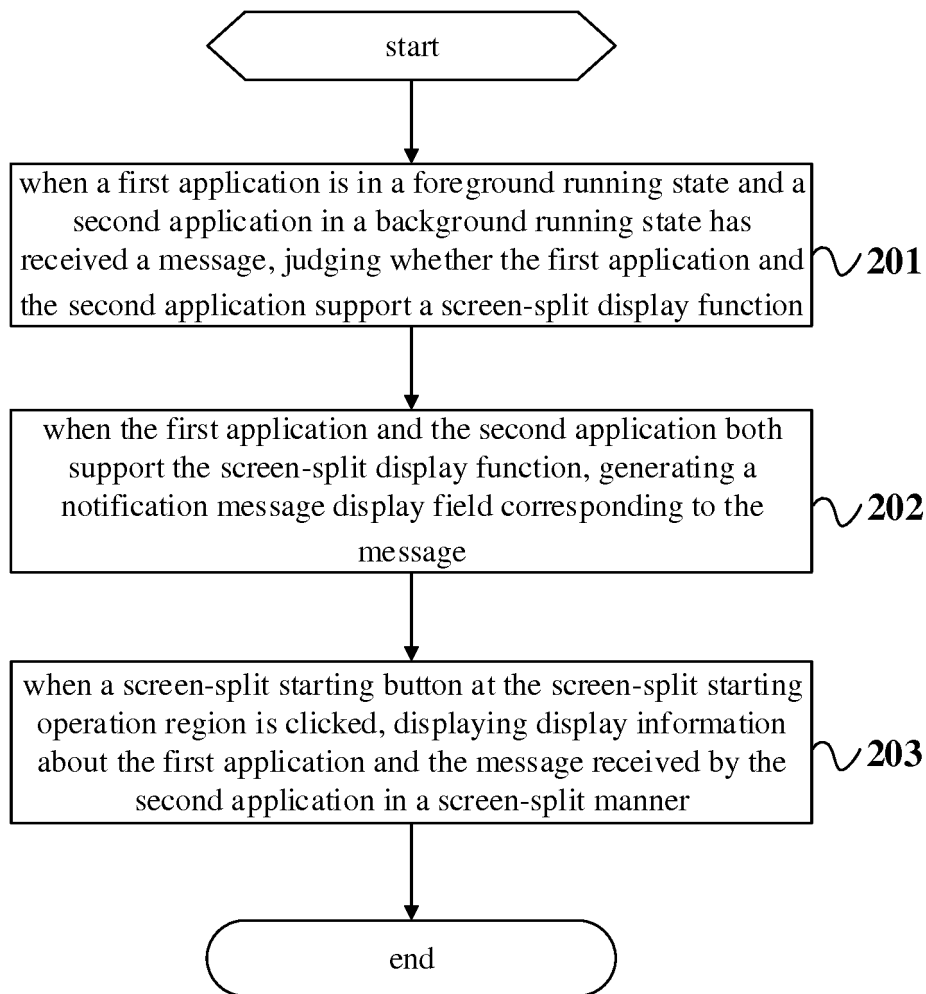 start
when a first application is in a foreground running state and a
second application in a background running state has
received a message, judging whether the first application and
the second application support a screen-split display function
201
when the first application and the second application both
support the screen-split display function, generating a
notification message display field corresponding to the
message
202
when a screen-split starting button at the screen-split starting
operation region is clicked, displaying display information
about the first application and the message received by the
second application in a screen-split manner
203
end